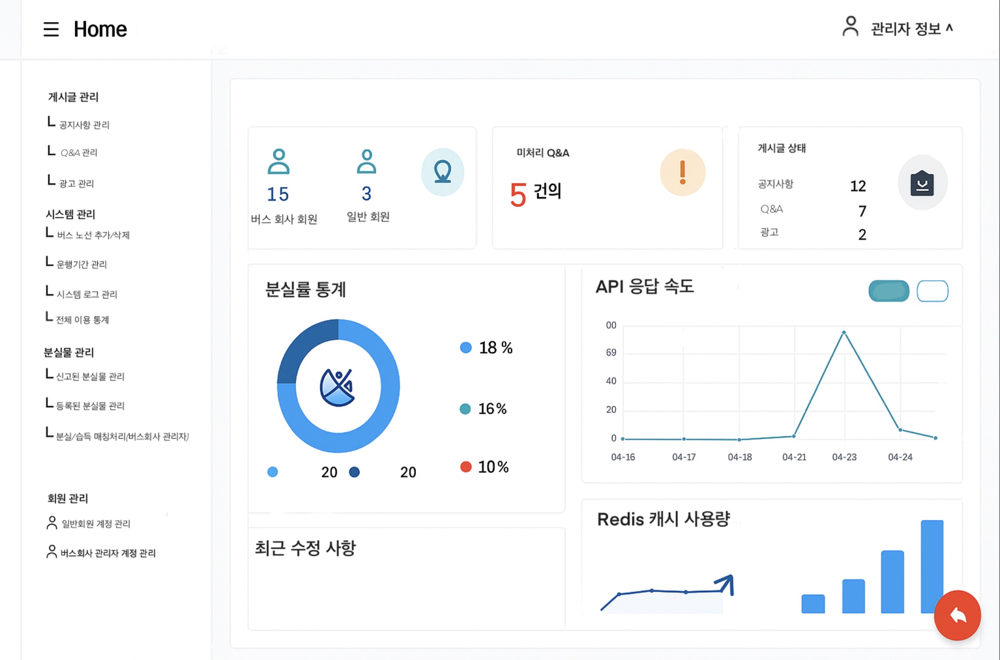 Home
관리자 정보 ^
게시글 관리
공지사항 관리
Q&A 관리
광고 관리
시스템 관리
버스 노선 추가/삭제
운행기간 관리
시스템 로그 관리
전체 이용 통계
분실물 관리
신고된 분실물 관리
등록된 분실물 관리
분실/습득 매칭처리(버스회사 관리자)
회원 관리
일반회원 계정 관리
버스회사 관리자 계정 관리
15
버스 회사 회원
3
일반 회원
미처리 Q&A
5 건의
게시글 상태
공지사항 12
Q&A 7
광고 2
분실률 통계
18 %
16%
10%
20 20
API 응답 속도
00
69
40
20
0
04-16 04-17 04-18 04-21 04-23 04-24
최근 수정 사항
Redis 캐시 사용량